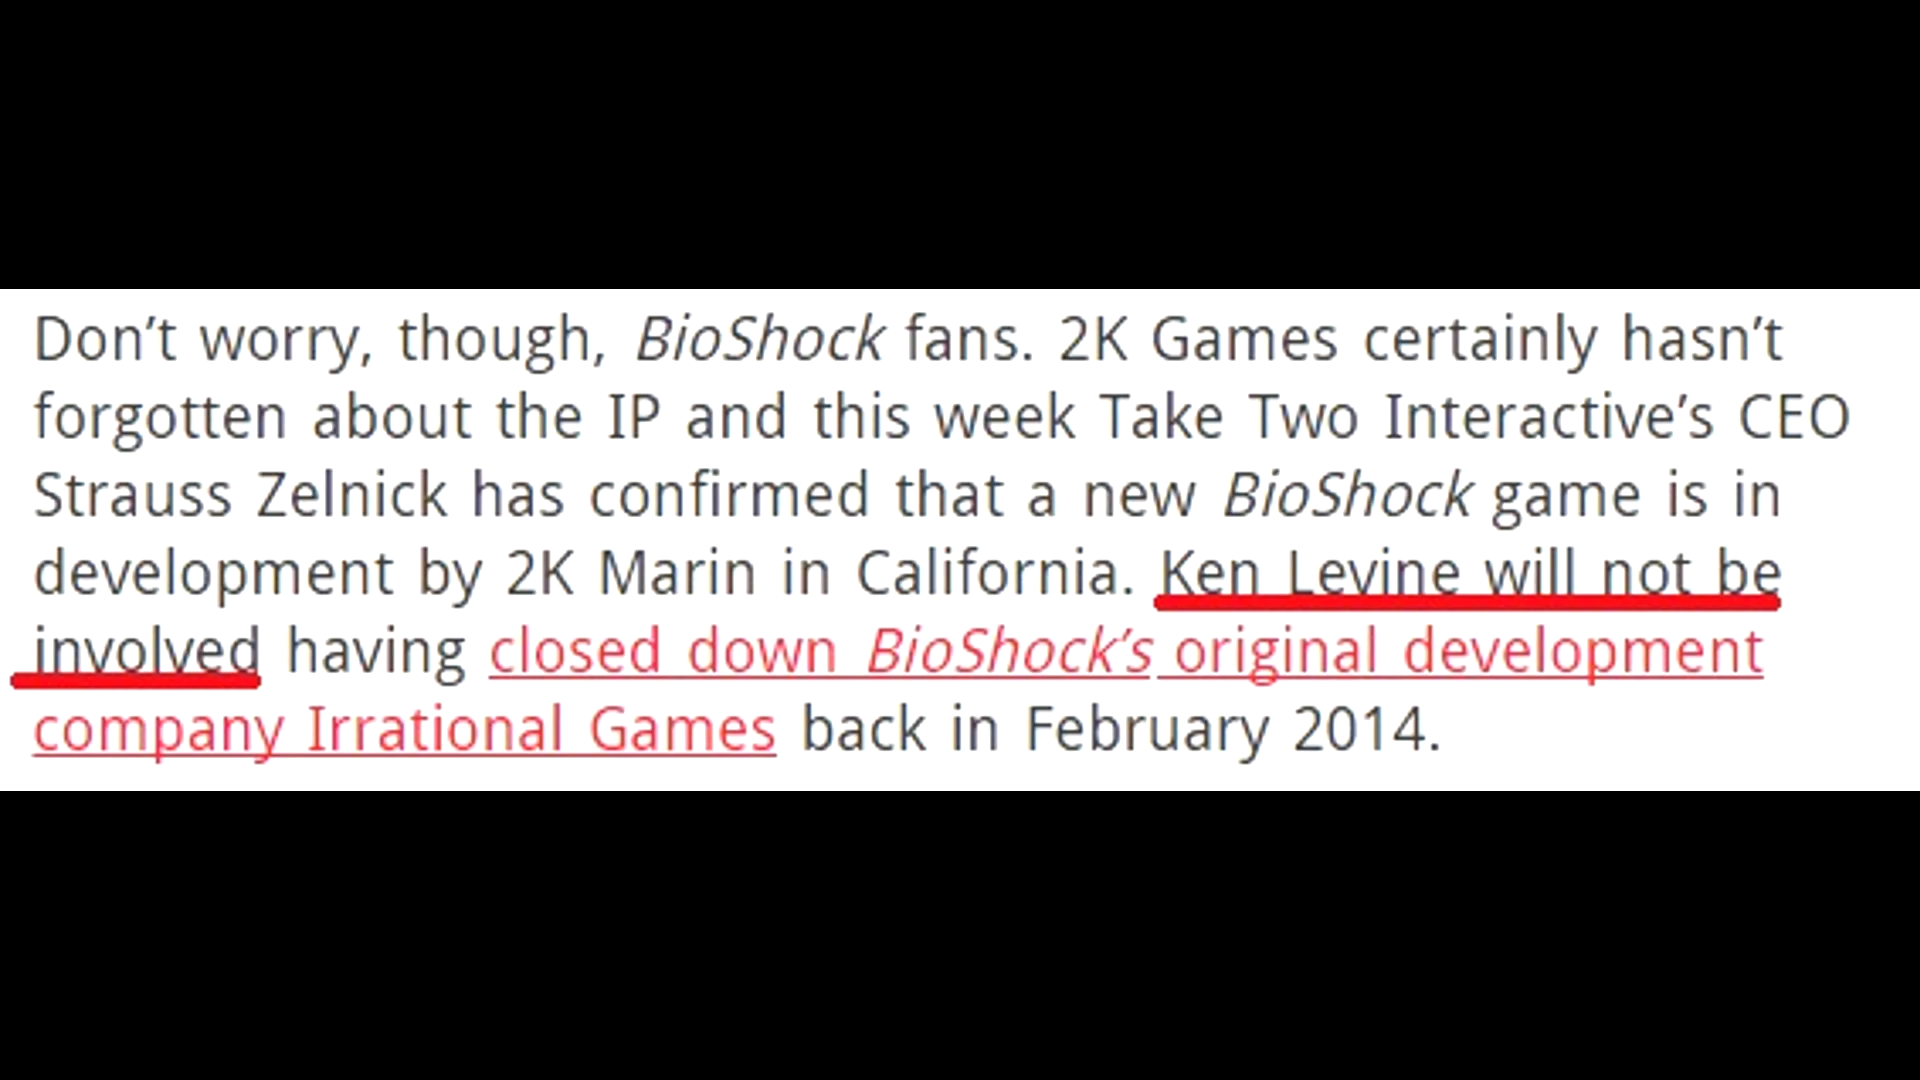 Don’t worry, though, BioShock fans. 2K Games certainly hasn’t
forgotten about the IP and this week Take Two Interactive’s CEO
Strauss Zelnick has confirmed that a new BioShock game is in
development by 2K Marin in California. Ken Levine will not be
involved having closed down BioShock’s original development
company Irrational Games back in February 2014.